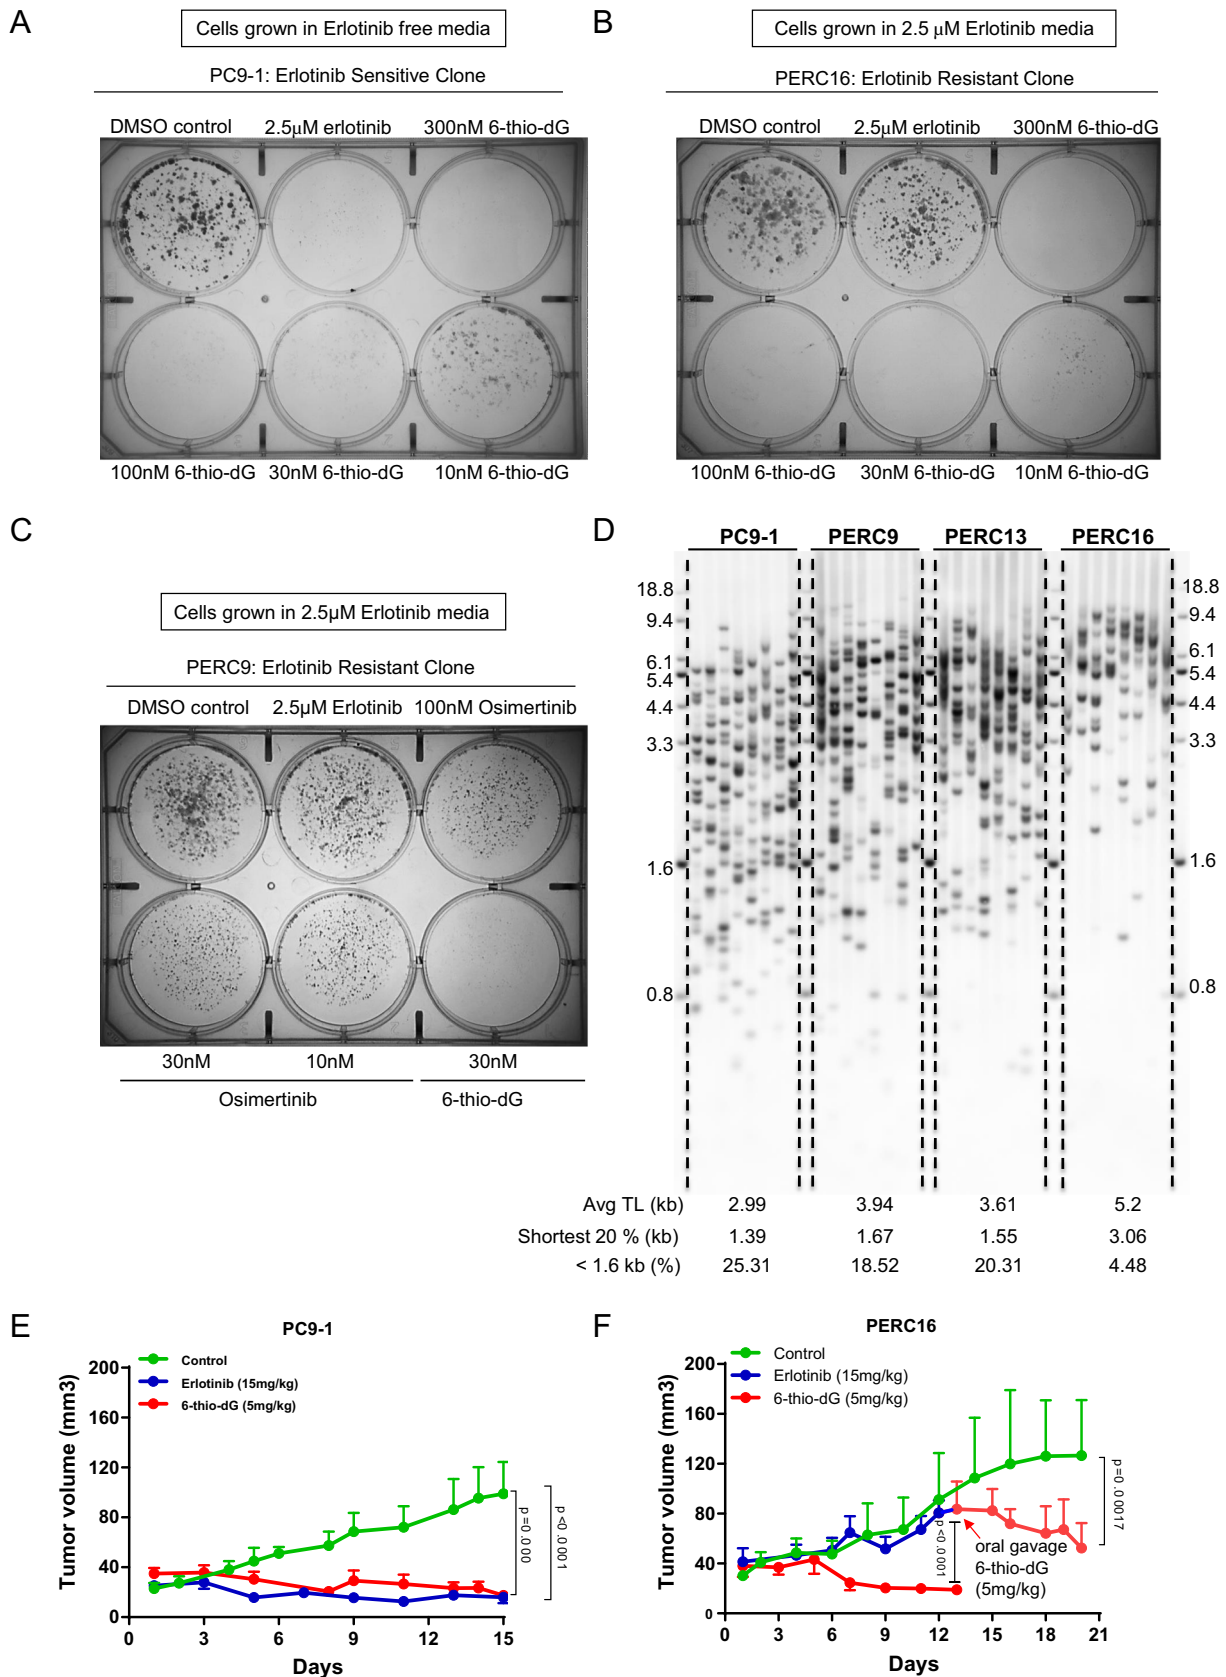 A
Cells grown in Erlotinib free media
PC9-1: Erlotinib Sensitive Clone
DMSO control 2.5µM erlotinib 300nM 6-thio-dG
100nM 6-thio-dG 30nM 6-thio-dG 10nM 6-thio-dG
B
Cells grown in 2.5 µM Erlotinib media
PERC16: Erlotinib Resistant Clone
DMSO control 2.5µM erlotinib 300nM 6-thio-dG
100nM 6-thio-dG 30nM 6-thio-dG 10nM 6-thio-dG
C
Cells grown in 2.5µM Erlotinib media
PERC9: Erlotinib Resistant Clone
DMSO control 2.5µM Erlotinib 100nM Osimertinib
30nM 10nM 30nM
Osimertinib 6-thio-dG
D
PC9-1 PERC9 PERC13 PERC16
18.8 18.8
9.4 9.4
6.1 6.1
5.4 5.4
4.4 4.4
3.3 3.3
1.6 1.6
0.8 0.8
Avg TL (kb) 2.99 3.94 3.61 5.2
Shortest 20 % (kb) 1.39 1.67 1.55 3.06
< 1.6 kb (%) 25.31 18.52 20.31 4.48
E
PC9-1
Control
Erlotinib (15mg/kg)
6-thio-dG (5mg/kg)
Tumor volume (mm3)
200
160
120
80
40
0
0 3 6 9 12 15
Days
p=0.000
p<0.0001
F
PERC16
Control
Erlotinib (15mg/kg)
6-thio-dG (5mg/kg)
Tumor volume (mm3)
200
160
120
80
40
0
0 3 6 9 12 15 18 21
Days
p<0.0001
oral gavage
6-thio-dG
(5mg/kg)
p=0.00017